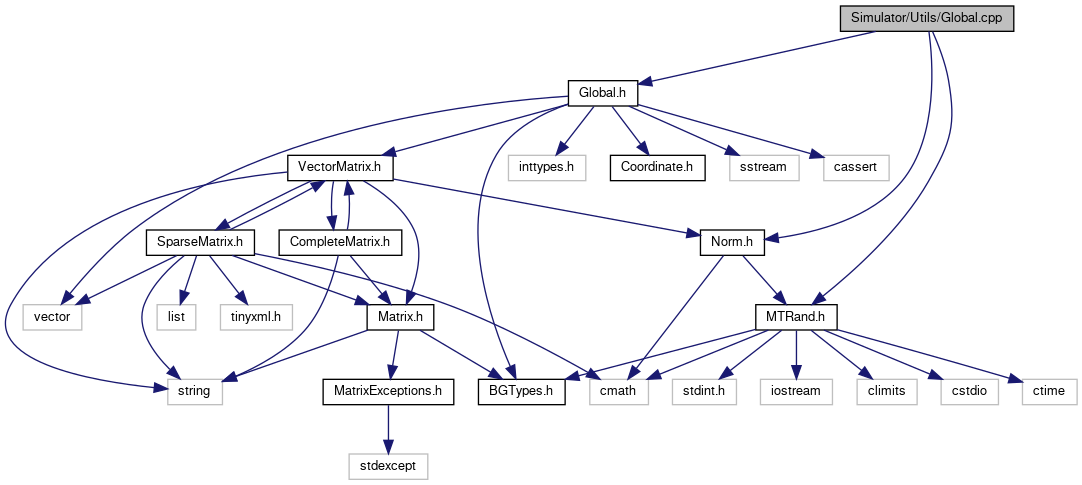 Simulator/Utils/Global.cpp
Global.h
VectorMatrix.h
inttypes.h
Coordinate.h
sstream
cassert
SparseMatrix.h
CompleteMatrix.h
Norm.h
vector
list
tinyxml.h
Matrix.h
MTRand.h
string
MatrixExceptions.h
BGTypes.h
cmath
stdint.h
iostream
climits
cstdio
ctime
stdexcept